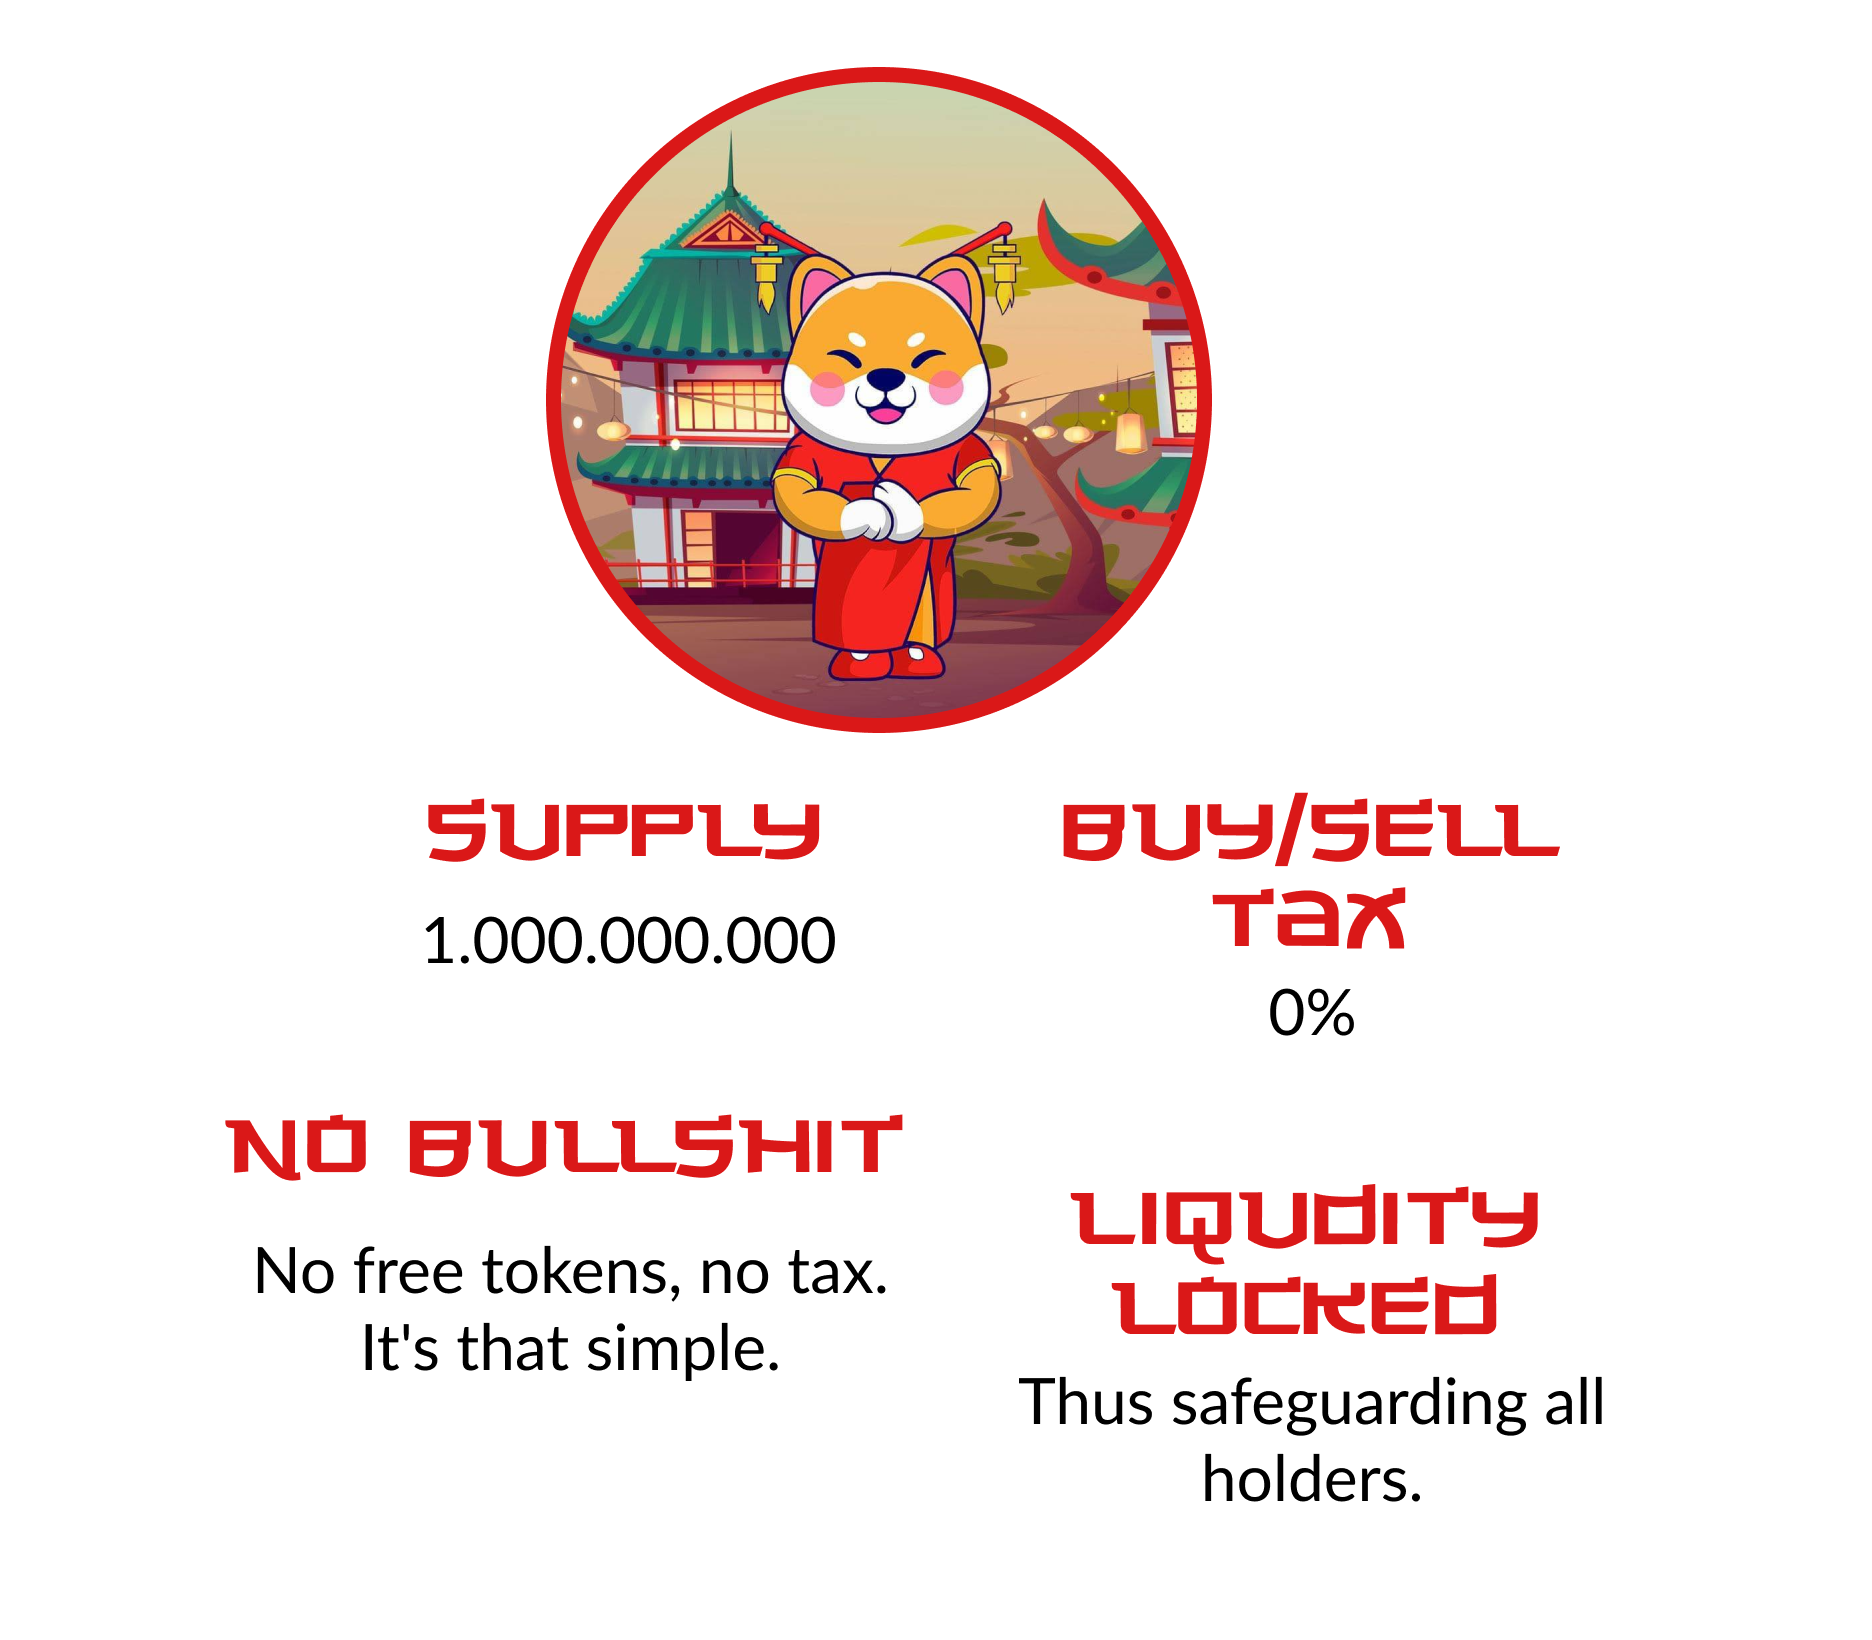 SUPPLY
1.000.000.000
BUY/SELL
TAX
0%
NO BULLSHIT
No free tokens, no tax.
It's that simple.
LIQUDITY
LOCKED
Thus safeguarding all
holders.